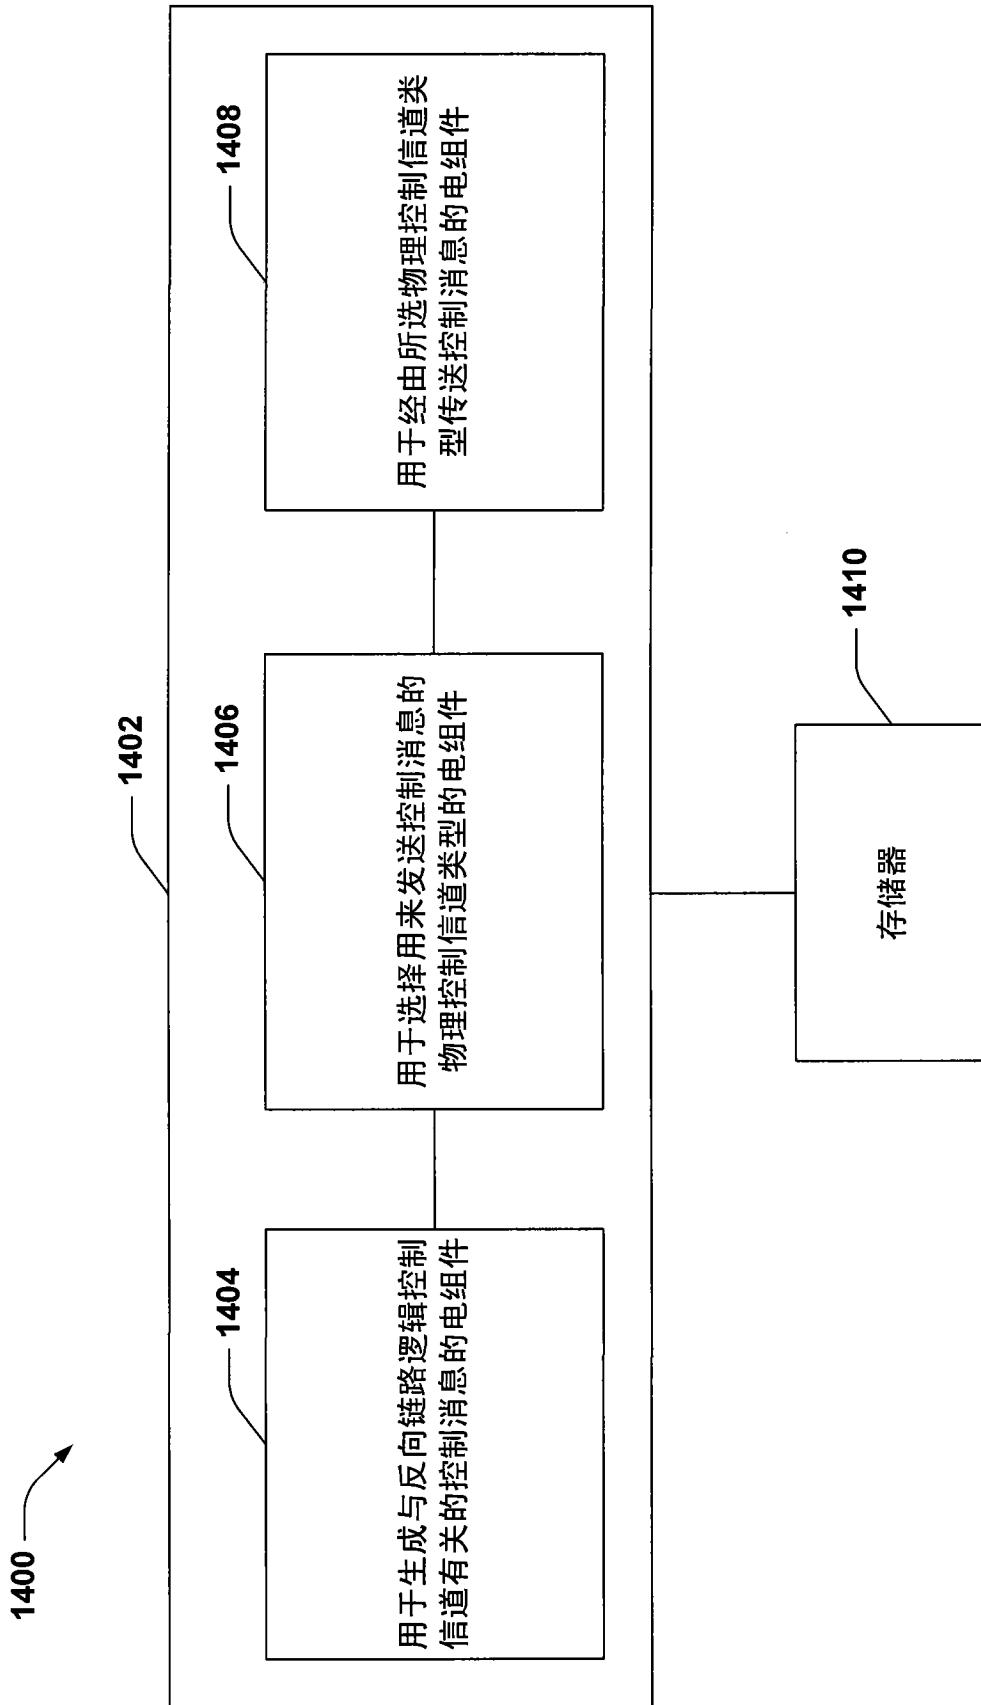 1400
1402
1404
用于生成与反向链路逻辑控制
信道有关的控制消息的电组件
1406
用于选择用来发送控制消息的
物理控制信道类型的电组件
1408
用于经由所选物理控制信道类
型传送控制消息的电组件
1410
存储器